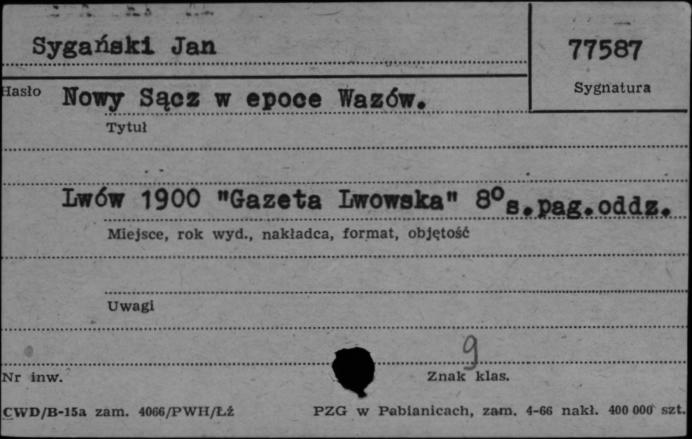 Sygański Jan
77587
Sygnatura
Hasło Nowy Sącz w epoce Wazów.
Tytuł
Lwów 1900 "Gazeta Lwowska" 8° s.pag.oddz.
Miejsce, rok wyd., nakładca, format, objętość
Uwagi
9
Nr inw. Znak klas.
CWD/B-15a zam. 4066/PWH/Łż PZG w Pabianicach, zam. 4-66 nakł. 400 000 szt.